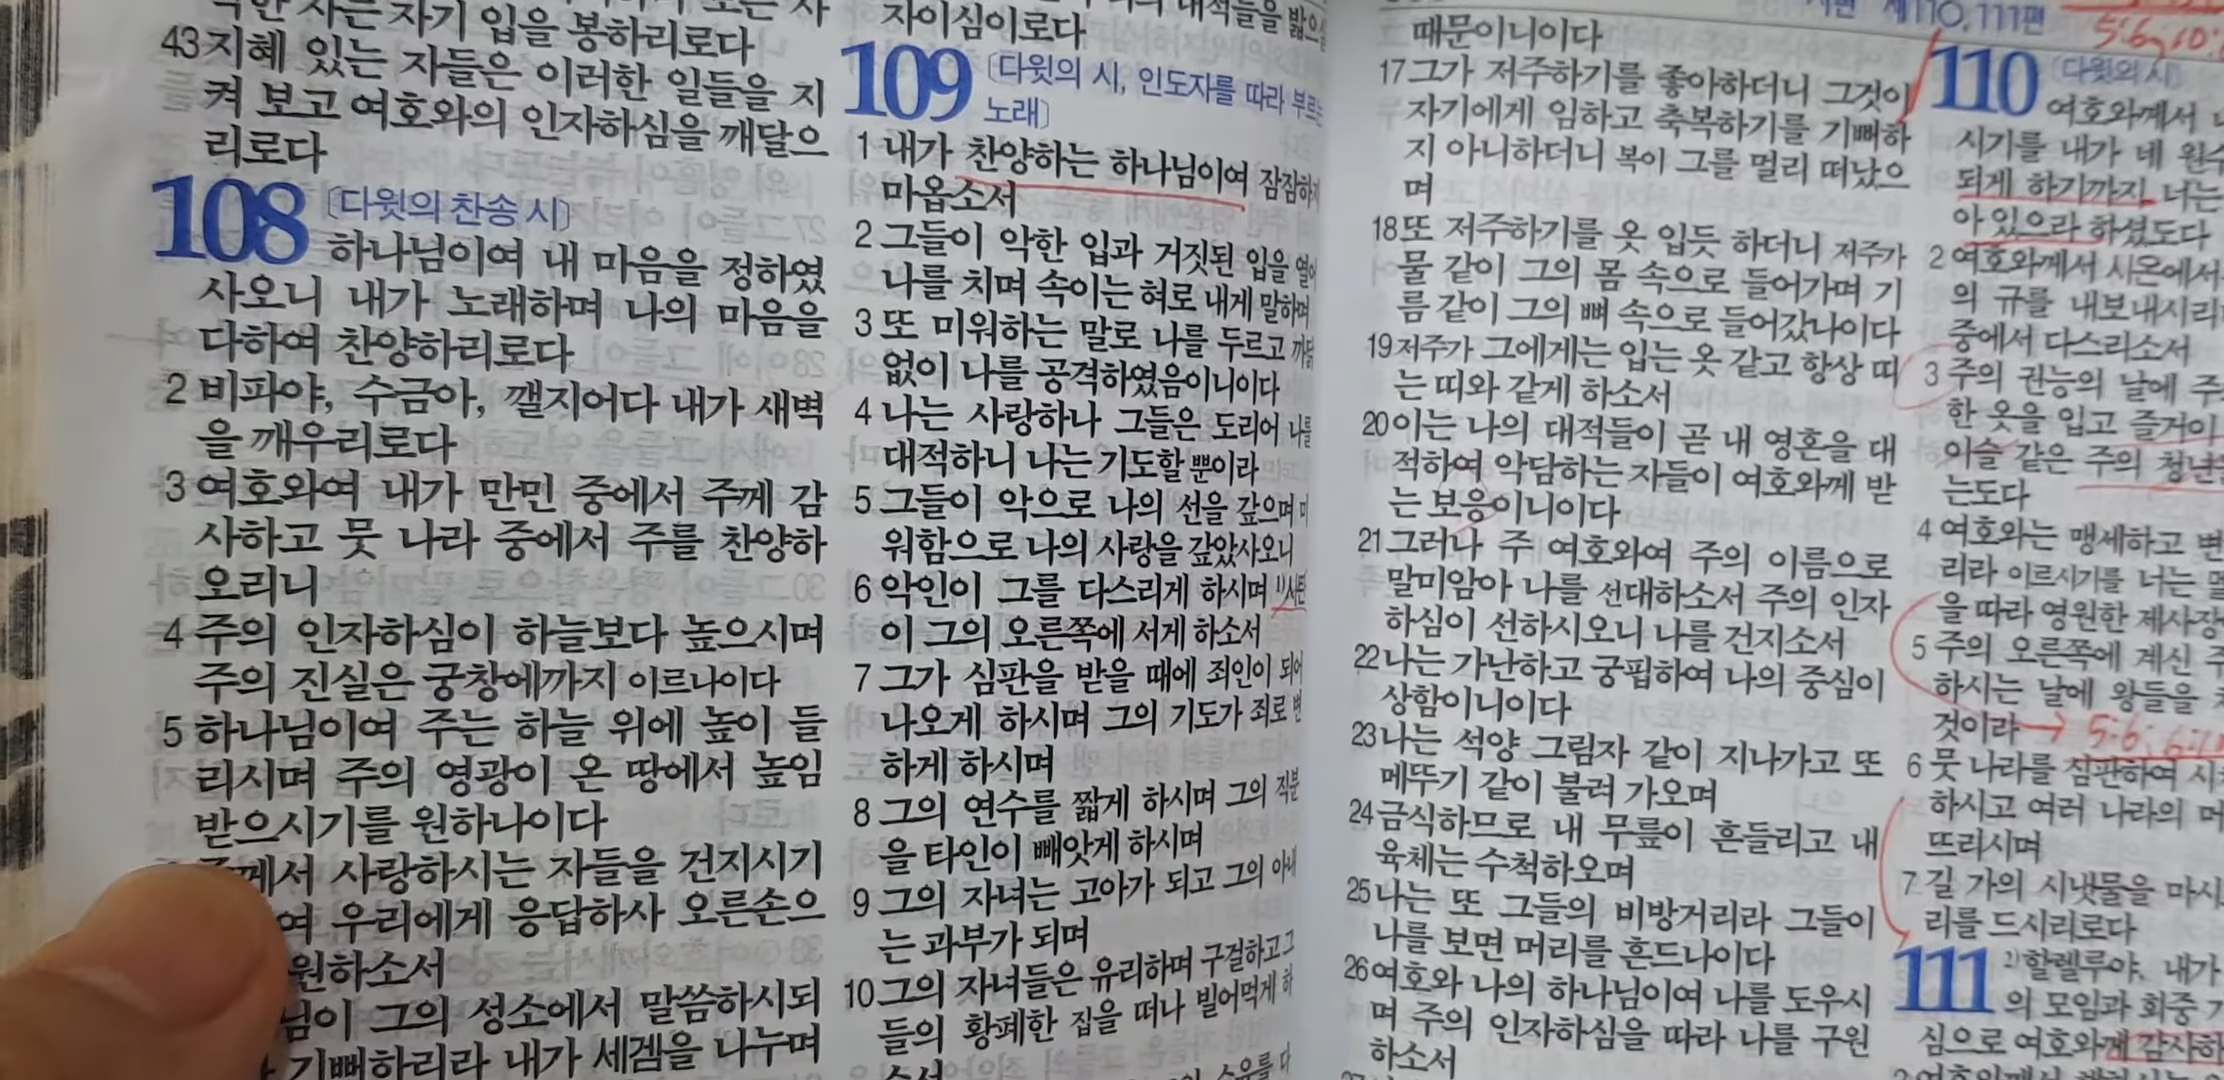 자기 입을 봉하리로다
43 지혜 있는 자들은 이러한 일들을 지
켜 보고 여호와의 인자하심을 깨달으
리로다
108 〔다윗의 찬송 시〕
하나님이여 내 마음을 정하였
사오니 내가 노래하며 나의 마음을
다하여 찬양하리로다
2 비파야, 수금아, 깰지어다 내가 새벽
을 깨우리로다
3 여호와여 내가 만민 중에서 주께 감
사하고 뭇 나라 중에서 주를 찬양하
오리니
4 주의 인자하심이 하늘보다 높으시며
주의 진실은 궁창에까지 이르나이다
5 하나님이여 주는 하늘 위에 높이 들
리시며 주의 영광이 온 땅에서 높임
받으시기를 원하나이다
사랑하시는 자들을 건지시기
우리에게 응답하사 오른손으
원하소서
그의 성소에서 말씀하시되
기뻐하리라 내가 세겜을 나누며
대적들을 밟으실
자이심이로다
109 〔다윗의 시, 인도자를 따라 부르는
노래〕
1 내가 찬양하는 하나님이여 잠잠하지
마옵소서
2 그들이 악한 입과 거짓된 입을 열어
나를 치며 속이는 혀로 내게 말하며
3 또 미워하는 말로 나를 두르고 까닭
없이 나를 공격하였음이니이다
4 나는 사랑하나 그들은 도리어 나를
대적하니 나는 기도할 뿐이라
5 그들이 악으로 나의 선을 갚으며 미
워함으로 나의 사랑을 갚았사오니
6 악인이 그를 다스리게 하시며 1)사탄
이 그의 오른쪽에 서게 하소서
7 그가 심판을 받을 때에 죄인이 되어
나오게 하시며 그의 기도가 죄로 변
하게 하시며
8 그의 연수를 짧게 하시며 그의 직분
을 타인이 빼앗게 하시며
9 그의 자녀는 고아가 되고 그의 아내
는 과부가 되며
10 그의 자녀들은 유리하며 구걸하고 그
들의 황폐한 집을 떠나 빌어먹게 하
소서
제110, 111편
때문이니이다
17 그가 저주하기를 좋아하더니 그것이
자기에게 임하고 축복하기를 기뻐하
지 아니하더니 복이 그를 멀리 떠났으
며
18 또 저주하기를 옷 입듯 하더니 저주가
물 같이 그의 몸 속으로 들어가며 기
름 같이 그의 뼈 속으로 들어갔나이다
19 저주가 그에게는 입는 옷 같고 항상 띠
는 띠와 같게 하소서
20 이는 나의 대적들이 곧 내 영혼을 대
적하여 악담하는 자들이 여호와께 받
는 보응이니이다
21 그러나 주 여호와여 주의 이름으로
말미암아 나를 선대하소서 주의 인자
하심이 선하시오니 나를 건지소서
22 나는 가난하고 궁핍하여 나의 중심이
상함이니이다
23 나는 석양 그림자 같이 지나가고 또
메뚜기 같이 불려 가오며
24 금식하므로 내 무릎이 흔들리고 내
육체는 수척하오며
25 나는 또 그들의 비방거리라 그들이
나를 보면 머리를 흔드나이다
26 여호와 나의 하나님이여 나를 도우시
며 주의 인자하심을 따라 나를 구원
하소서
110 〔다윗의 시〕
여호와께서
시기를 내가 네 원수
되게 하기까지 너는
아 있으라 하셨도다
2 여호와께서 시온에서
의 규를 내보내시리
중에서 다스리소서
3 주의 권능의 날에 주
한 옷을 입고 즐거이
이슬 같은 주의 청년
는도다
4 여호와는 맹세하고 변
리라 이르시기를 너는 멜
을 따라 영원한 제사장
5 주의 오른쪽에 계신 주
하시는 날에 왕들을
것이라 → 5:6;
6 뭇 나라를 심판하여 시
하시고 여러 나라의 머
뜨리시며
7 길 가의 시냇물을 마시
리를 드시리로다
111 2)할렐루야, 내가
의 모임과 회중
심으로 여호와께 감사하